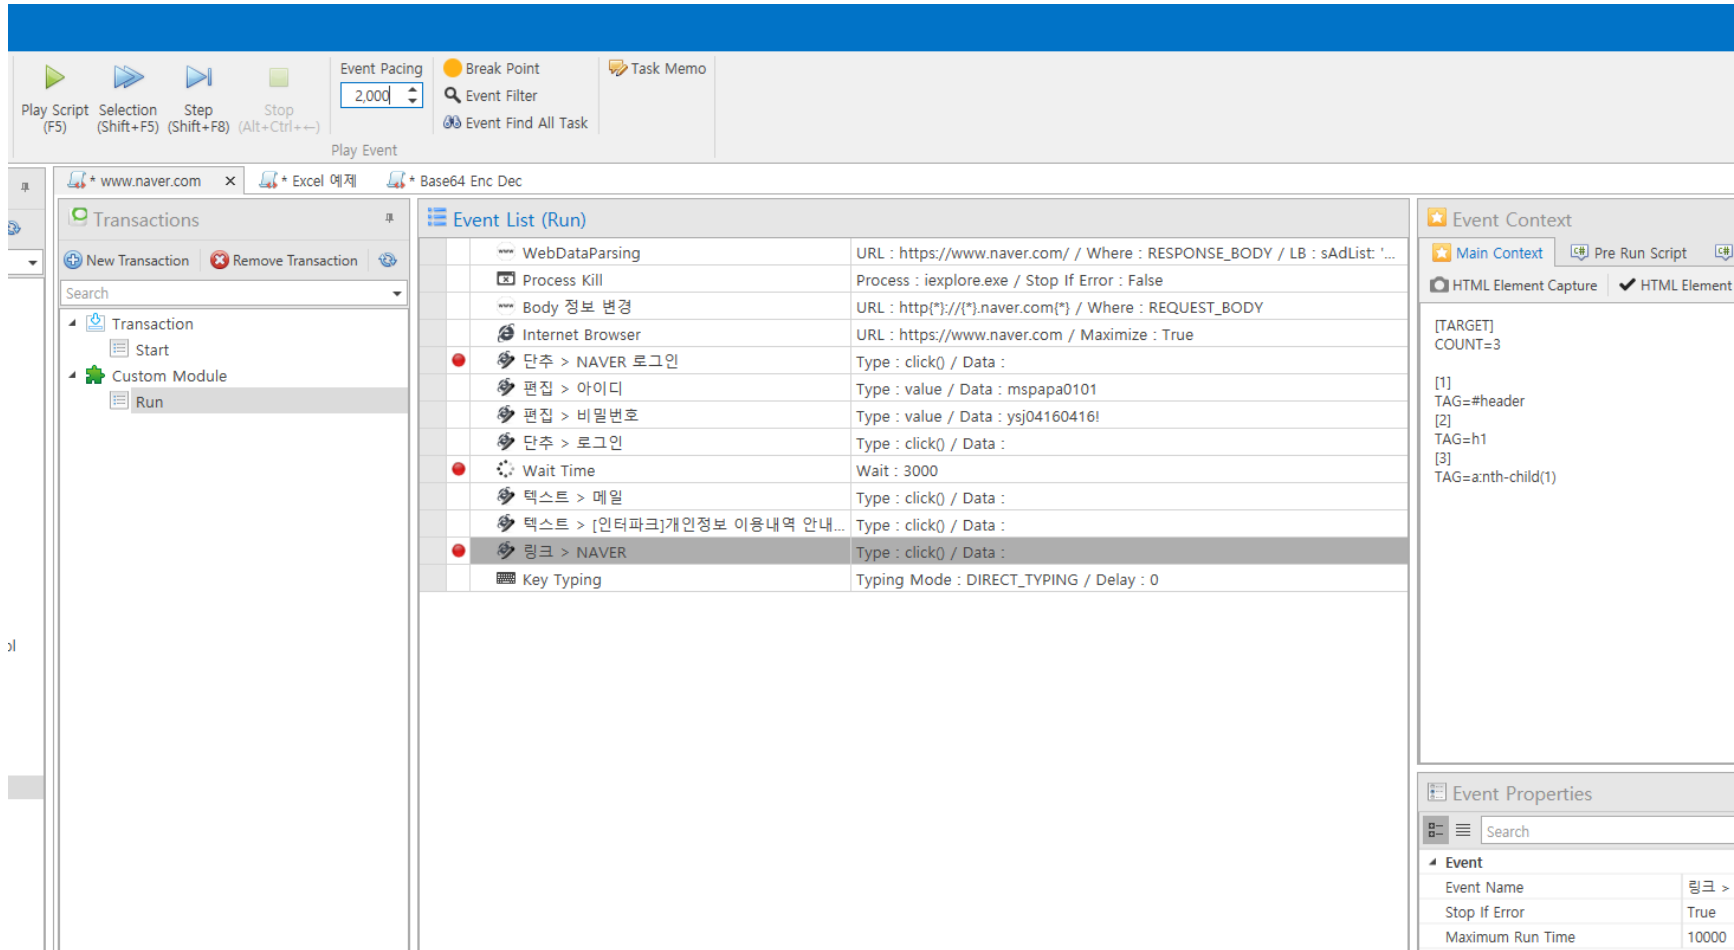 Play Script
(F5)
Selection
(Shift+F5)
Step
(Shift+F8)
Stop
(Alt+Ctrl+←)
Event Pacing
2,000
Break Point
Event Filter
Event Find All Task
Task Memo
Play Event
* www.naver.com
* Excel 예제
* Base64 Enc Dec
Transactions
New Transaction
Remove Transaction
Search
Transaction
Start
Custom Module
Run
Event List (Run)
WebDataParsing URL : https://www.naver.com/ / Where : RESPONSE_BODY / LB : sAdList: '...
Process Kill Process : iexplore.exe / Stop If Error : False
Body 정보 변경 URL : http{*}://{*}.naver.com{*} / Where : REQUEST_BODY
Internet Browser URL : https://www.naver.com / Maximize : True
단추 > NAVER 로그인 Type : click() / Data :
편집 > 아이디 Type : value / Data : mspapa0101
편집 > 비밀번호 Type : value / Data : ysj04160416!
단추 > 로그인 Type : click() / Data :
Wait Time Wait : 3000
텍스트 > 메일 Type : click() / Data :
텍스트 > [인터파크]개인정보 이용내역 안내... Type : click() / Data :
링크 > NAVER Type : click() / Data :
Key Typing Typing Mode : DIRECT_TYPING / Delay : 0
Event Context
Main Context
Pre Run Script
HTML Element Capture
HTML Element
[TARGET]
COUNT=3
[1]
TAG=#header
[2]
TAG=h1
[3]
TAG=a:nth-child(1)
Event Properties
Search
Event
Event Name 링크 >
Stop If Error True
Maximum Run Time 10000